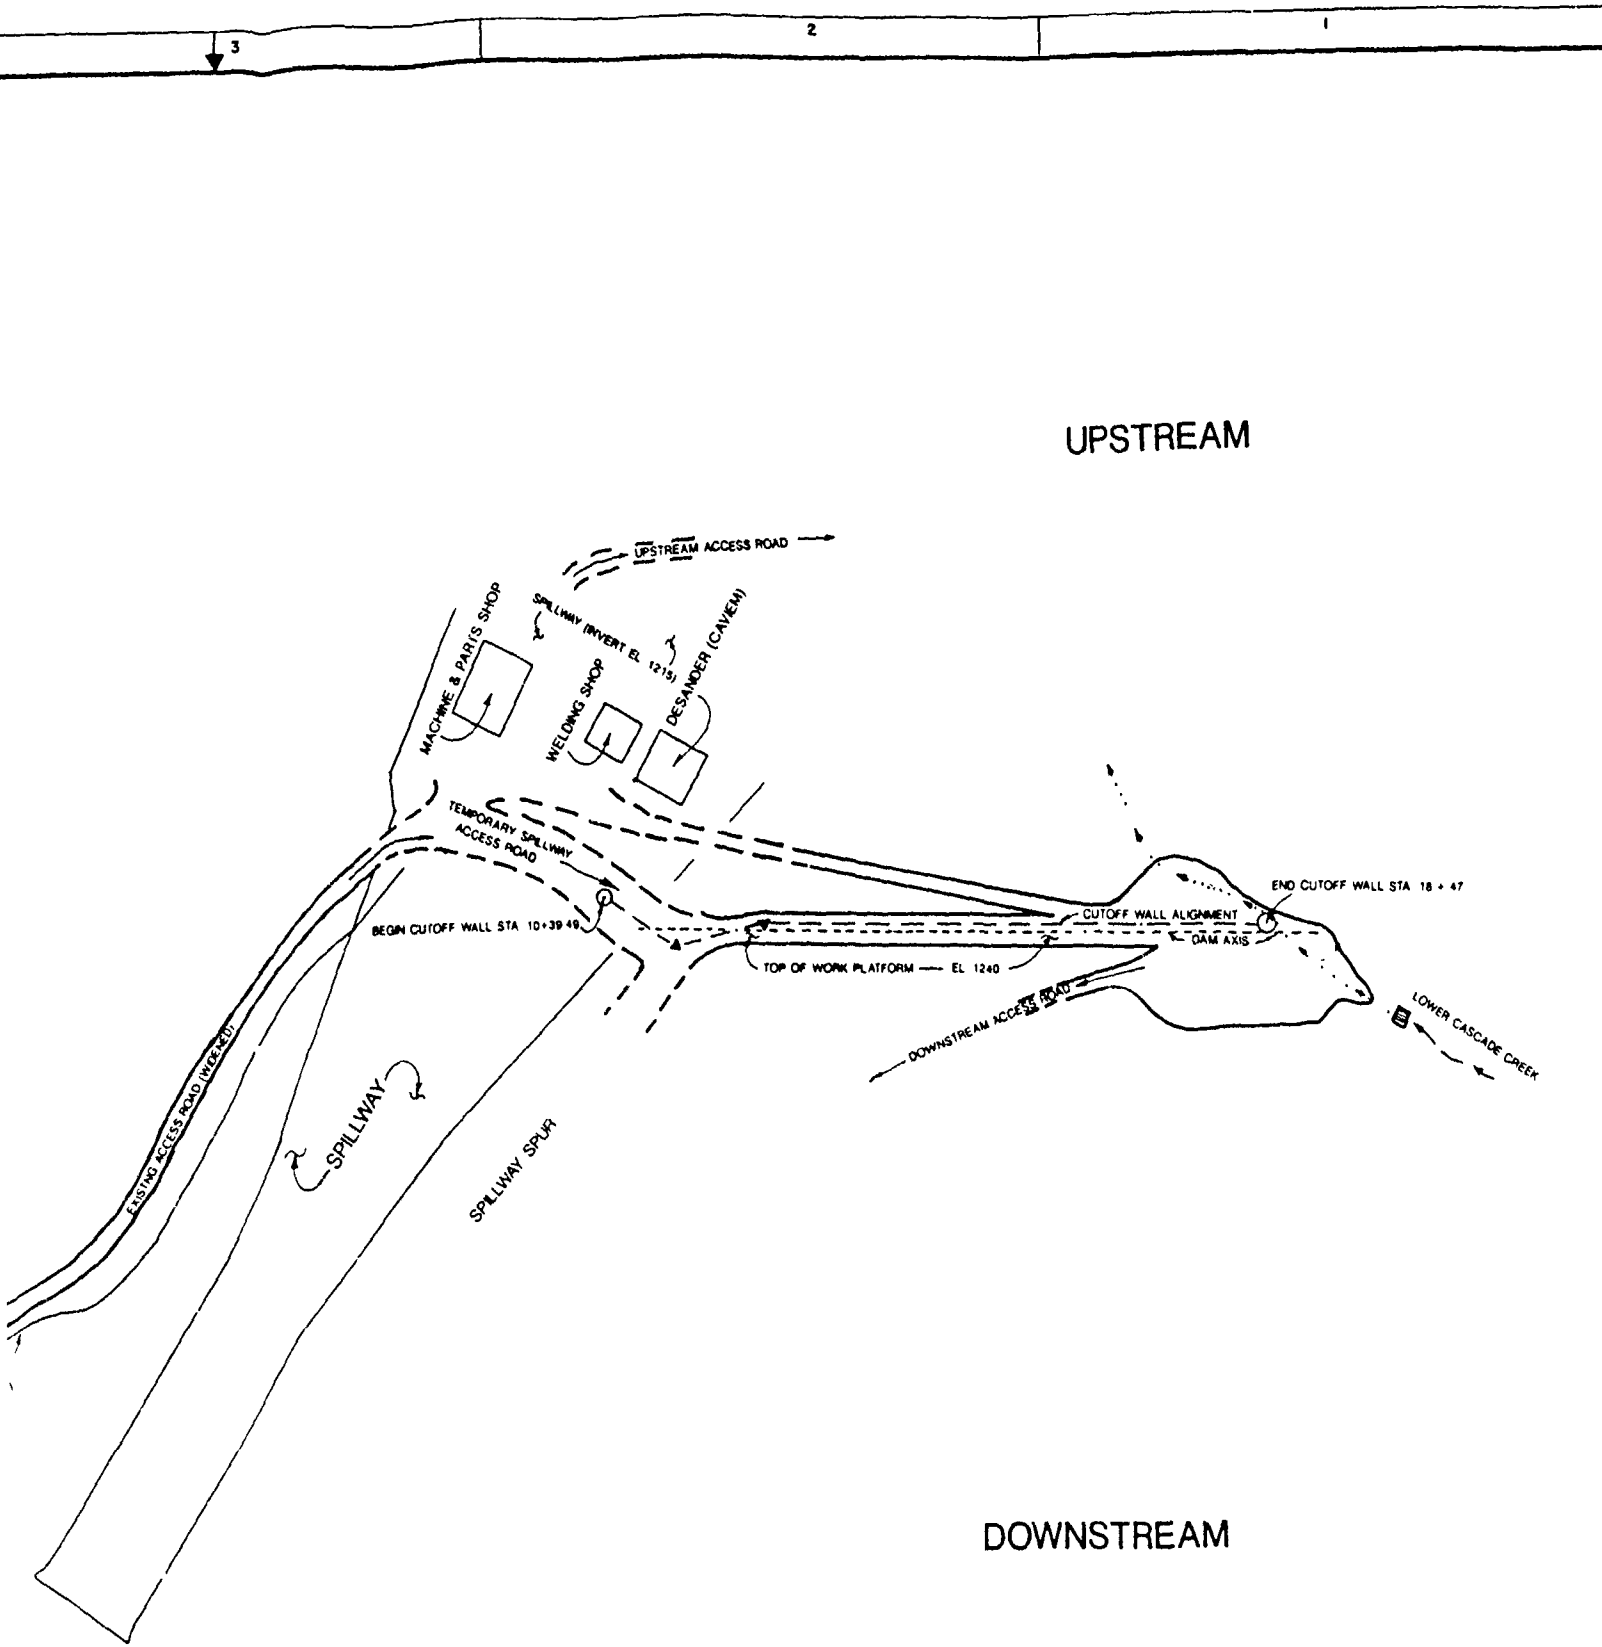 3
2
1
UPSTREAM
UPSTREAM ACCESS ROAD
SPILLWAY (INVERT EL 1215)
MACHINE & PARTS SHOP
WELDING SHOP
DESANDER (CAVIEM)
TEMPORARY SPILLWAY
ACCESS ROAD
END CUTOFF WALL STA 18 + 47
CUTOFF WALL ALIGNMENT
BEGIN CUTOFF WALL STA 10+39 49
DAM AXIS
TOP OF WORK PLATFORM — EL 1240
DOWNSTREAM ACCESS ROAD
LOWER CASCADE CREEK
EXISTING ACCESS ROAD (WIDENED)
SPILLWAY
SPILLWAY SPUR
DOWNSTREAM